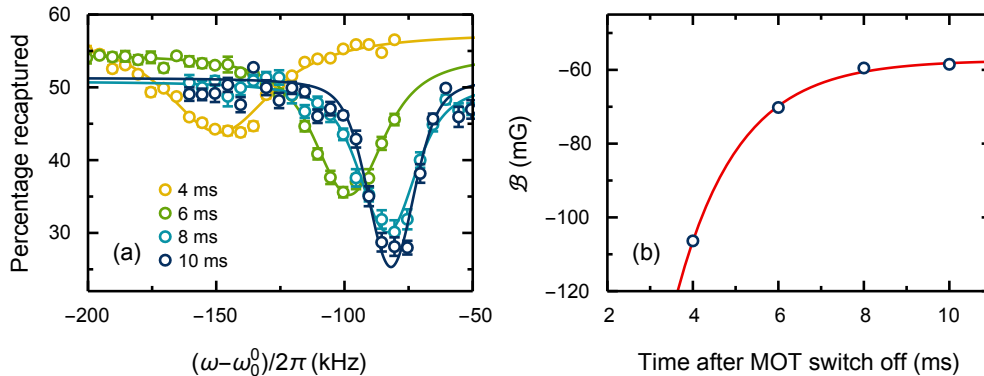 60
50
40
30
Percentage recaptured
(a)
4 ms
6 ms
8 ms
10 ms
−200
−150
−100
−50
(ω−ω₀⁰)/2π (kHz)
−60
−80
−100
−120
ℬ (mG)
(b)
2
4
6
8
10
Time after MOT switch off (ms)